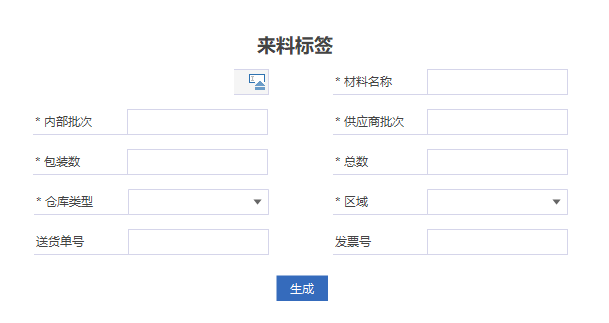 来料标签
* 材料名称
* 内部批次 * 供应商批次
* 包装数 * 总数
* 仓库类型 * 区域
送货单号 发票号
生成